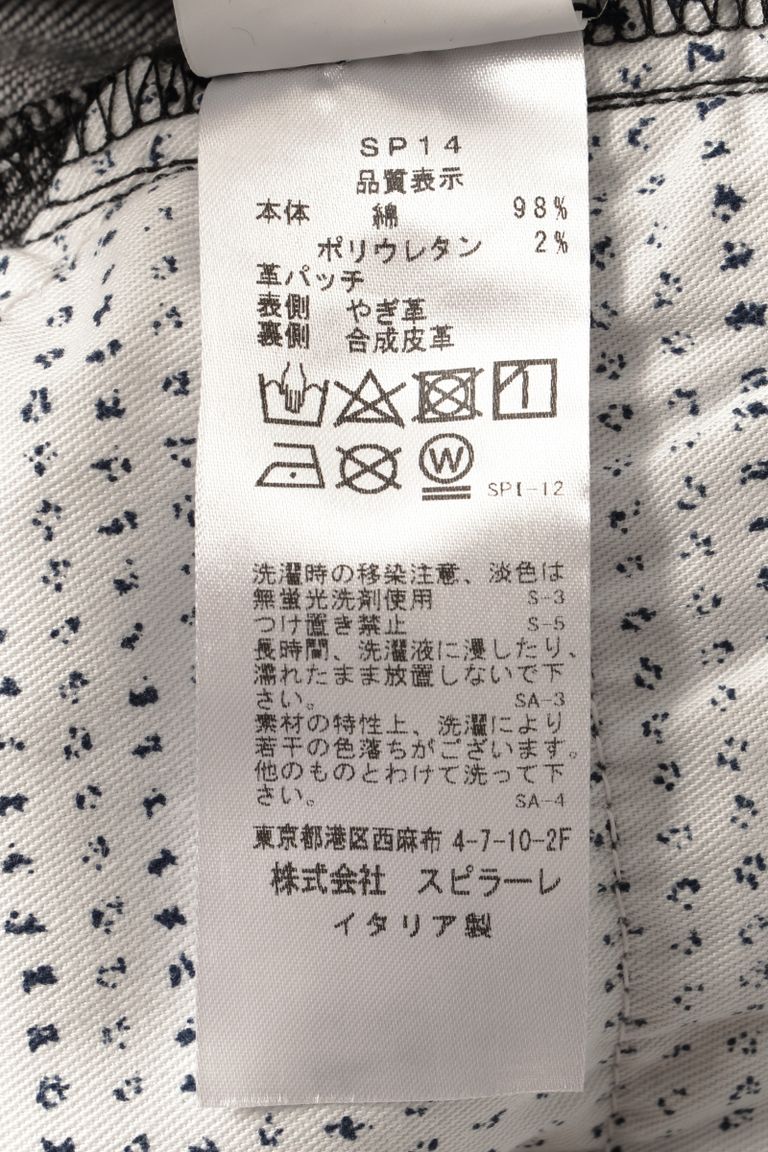 SP14
品質表示
本体 綿 98%
ポリウレタン 2%
革パッチ
表側 やぎ革
裏側 合成皮革
W
SPI-12
洗濯時の移染注意、淡色は
無蛍光洗剤使用 S-3
つけ置き禁止 S-5
長時間、洗濯液に浸したり、
濡れたまま放置しないで下
さい。 SA-3
素材の特性上、洗濯により
若干の色落ちがございます。
他のものとわけて洗って下
さい。 SA-4
東京都港区西麻布 4-7-10-2F
株式会社 スピラーレ
イタリア製